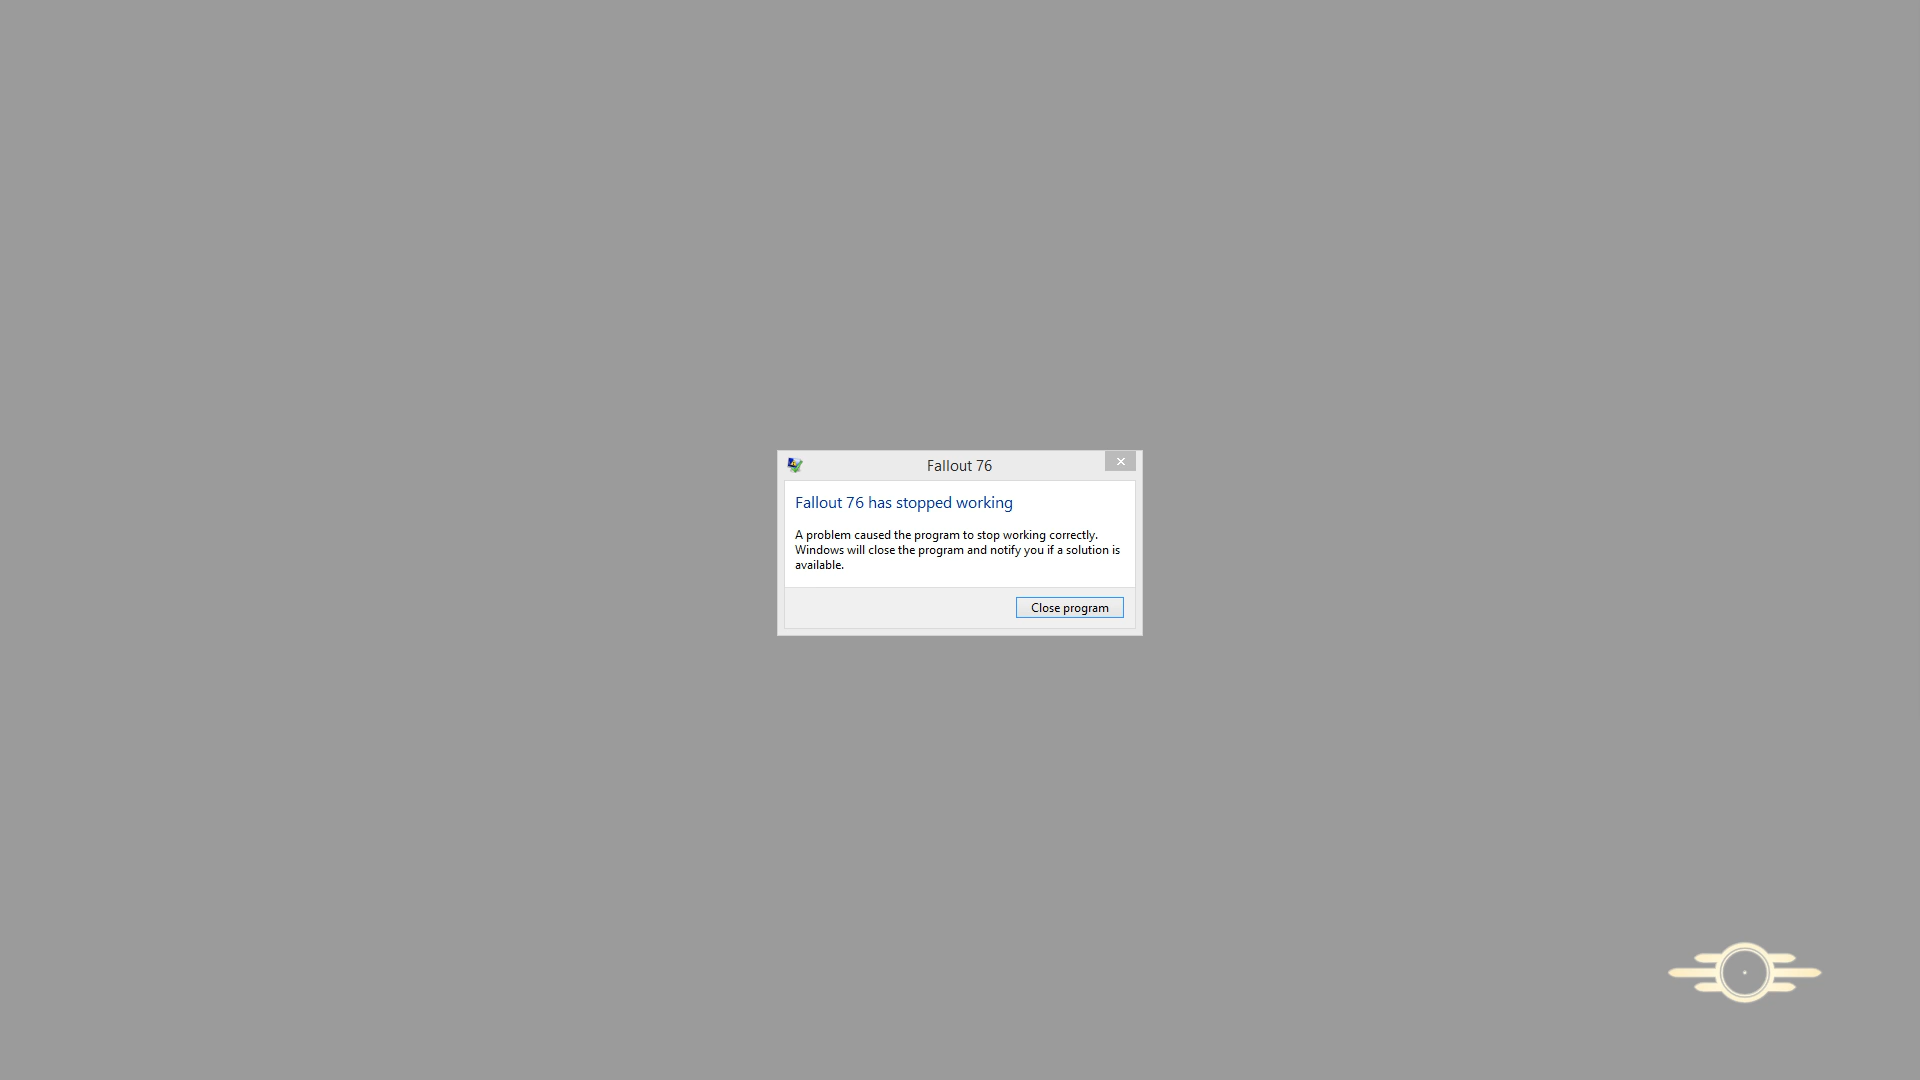 Fallout 76
Fallout 76 has stopped working
A problem caused the program to stop working correctly.
Windows will close the program and notify you if a solution is
available.
Close program